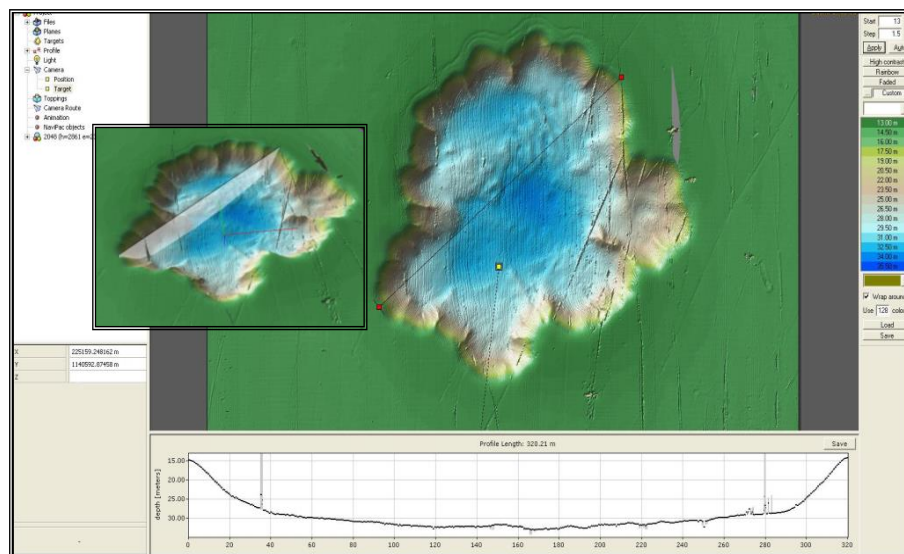 Files
Planes
Targets
Profile
Light
Camera
Position
Target
Toppings
Camera Route
Animation
NaviPac objects
X
225159.248162 m
Y
1140592.87458 m
Z
Start 13
Step 1.5
Apply
High contrast
Rainbow
Faded
Custom
13.00 m
14.50 m
16.00 m
17.50 m
19.00 m
20.50 m
22.00 m
23.50 m
25.00 m
26.50 m
28.00 m
29.50 m
31.00 m
32.50 m
34.00 m
35.50 m
Wrap around
Use 128
Load
Save
Profile Length: 328.21 m
Save
depth [meters]
15.00
20.00
25.00
30.00
0 20 40 60 80 100 120 140 160 180 200 220 240 260 280 300 320